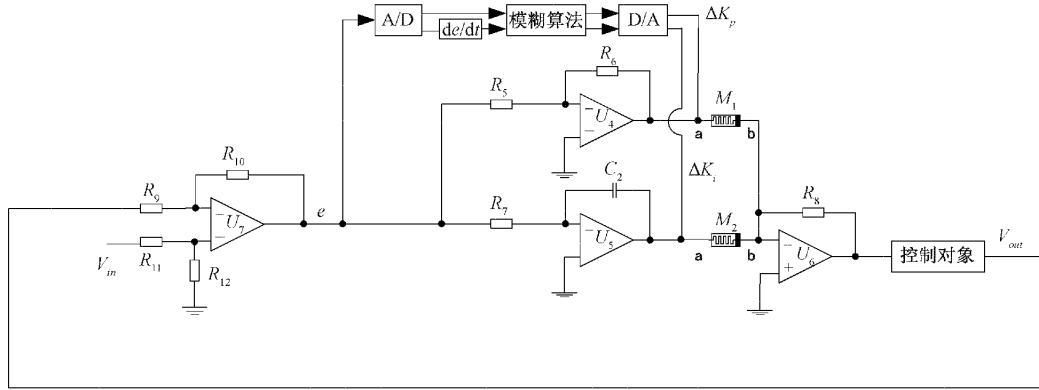 A/D
de/dt
模糊算法
D/A
ΔK_p
R_6
R_5
U_4
M_1
a
b
ΔK_i
C_2
R_10
R_9
R_7
R_8
e
U_7
U_5
M_2
a
b
U_6
V_in
R_11
R_12
控制对象
V_out